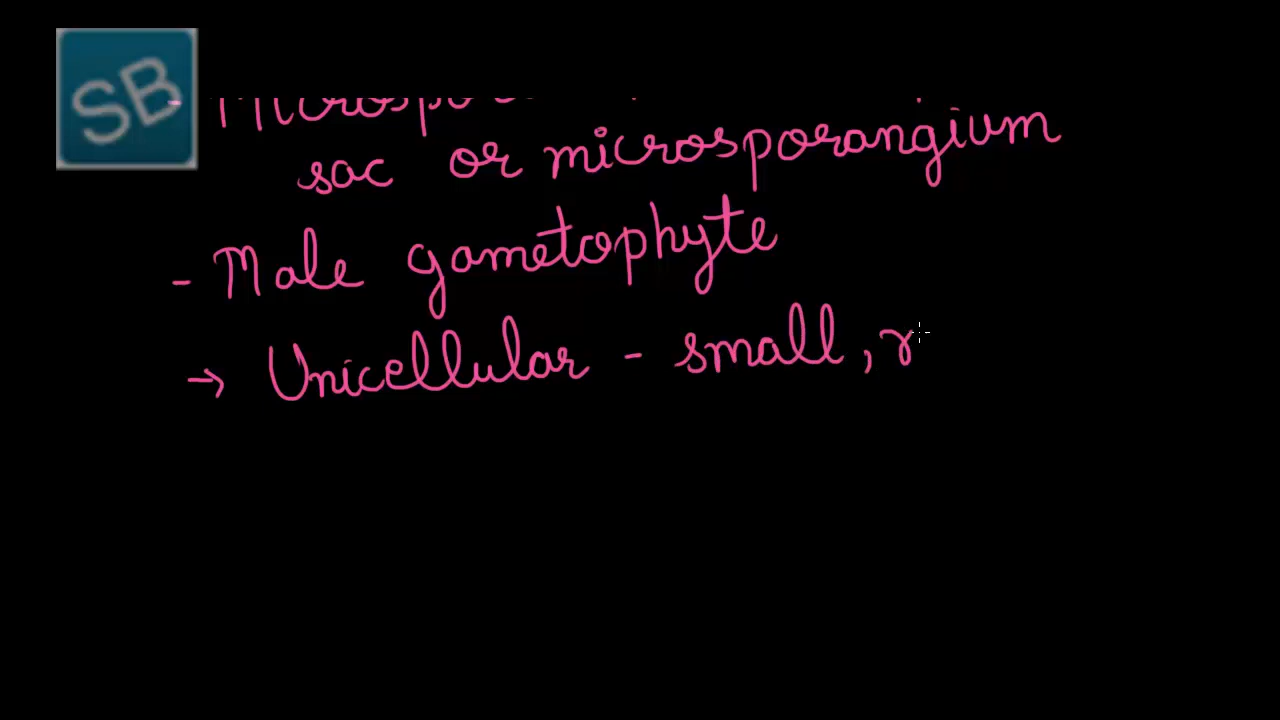 SB
sac or microsporangium
- Male gametophyte
→ Unicellular - small, r